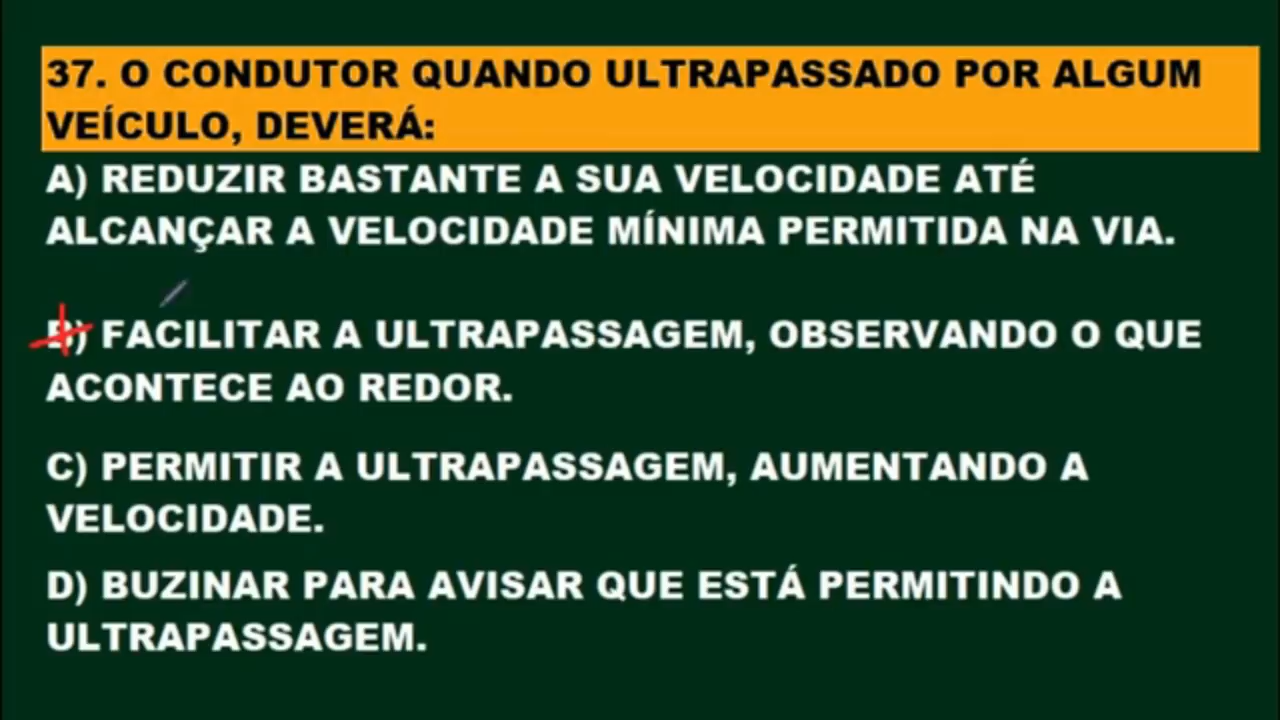 37. O CONDUTOR QUANDO ULTRAPASSADO POR ALGUM
VEÍCULO, DEVERÁ:
A) REDUZIR BASTANTE A SUA VELOCIDADE ATÉ
ALCANÇAR A VELOCIDADE MÍNIMA PERMITIDA NA VIA.
B) FACILITAR A ULTRAPASSAGEM, OBSERVANDO O QUE
ACONTECE AO REDOR.
C) PERMITIR A ULTRAPASSAGEM, AUMENTANDO A
VELOCIDADE.
D) BUZINAR PARA AVISAR QUE ESTÁ PERMITINDO A
ULTRAPASSAGEM.